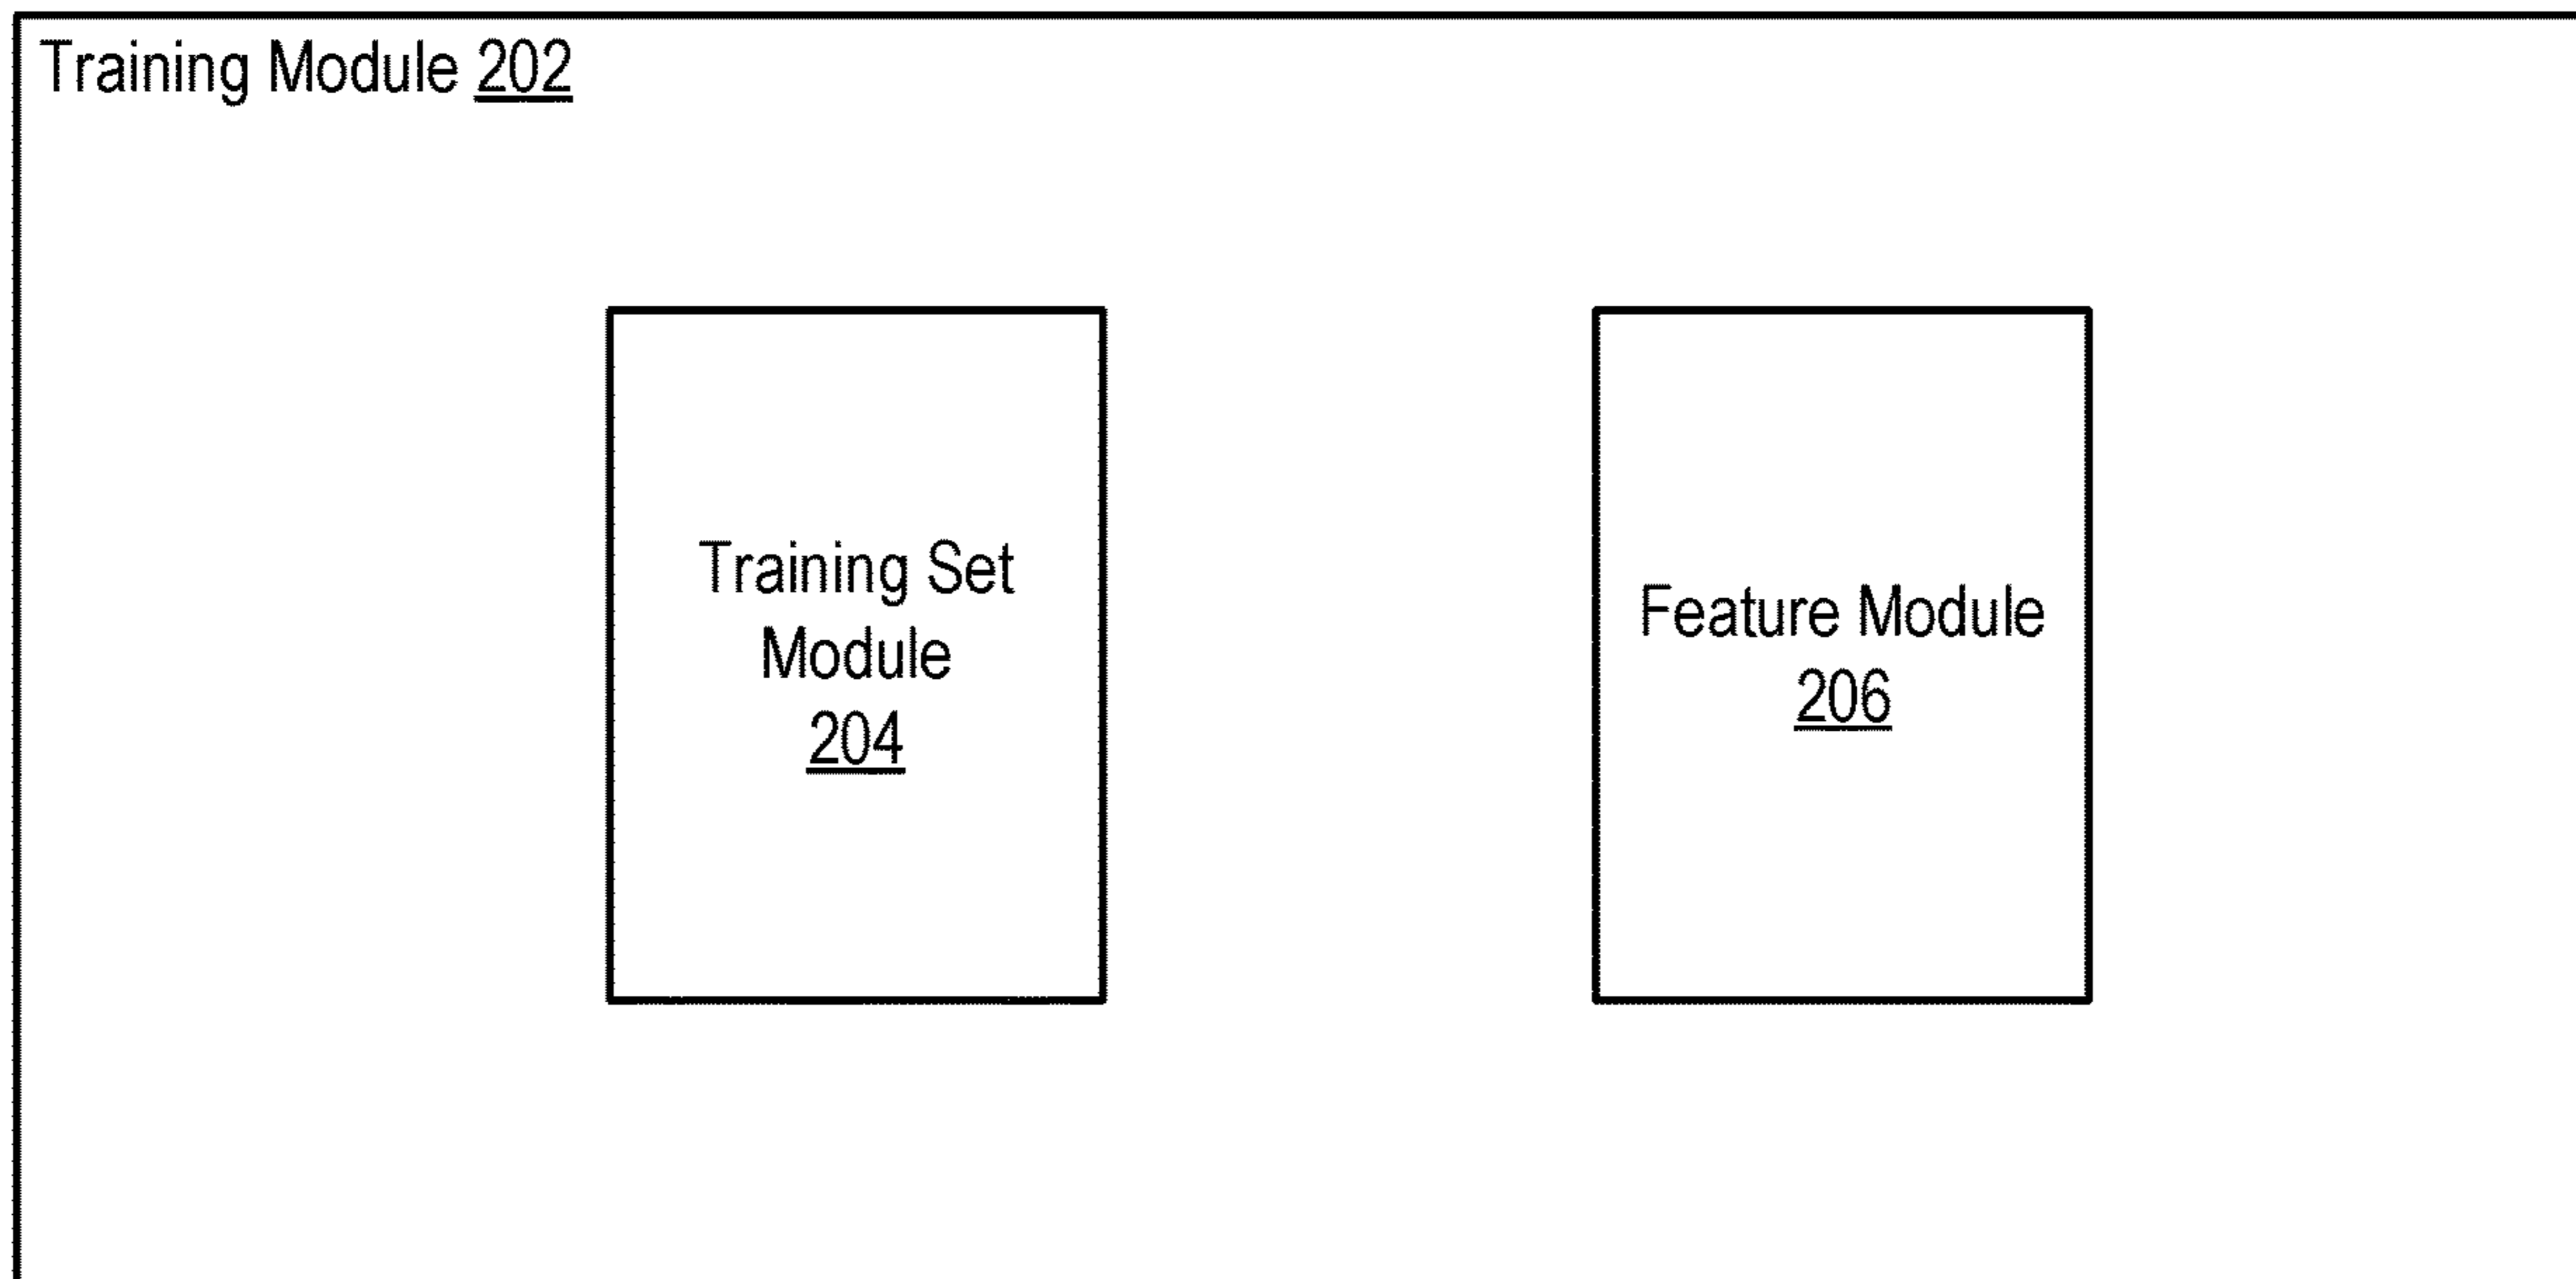 Training Module 202
Training Set
Module
204
Feature Module
206